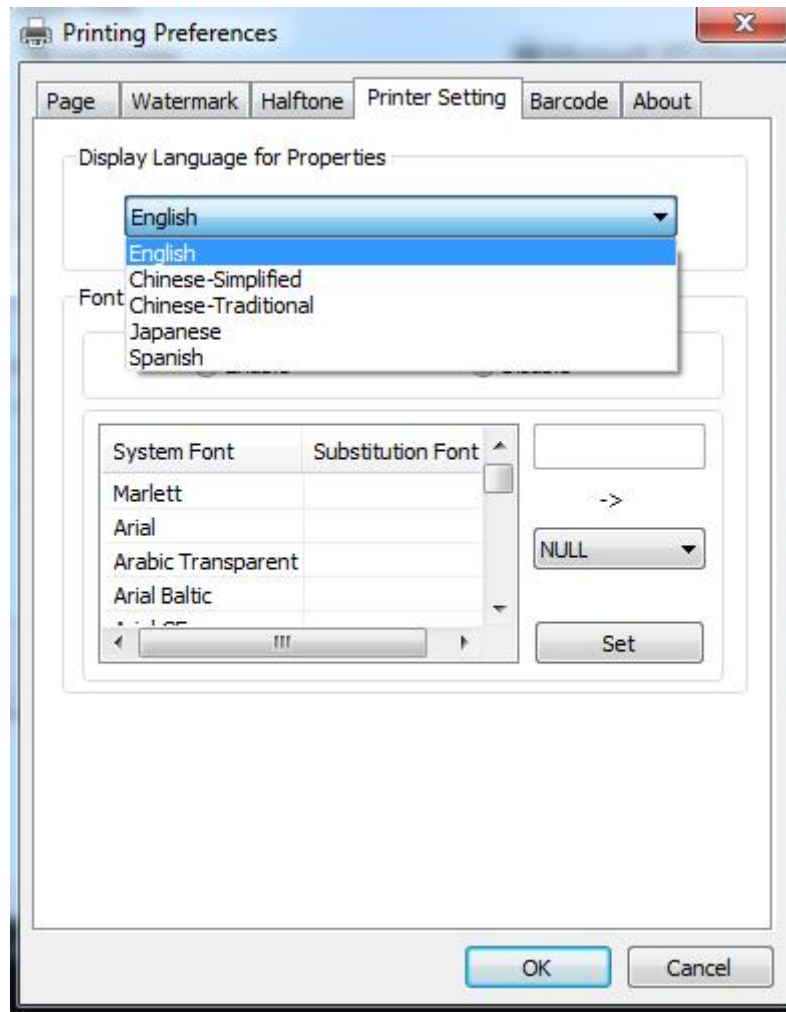 Printing Preferences
Page Watermark Halftone Printer Setting Barcode About
Display Language for Properties
English
English
Chinese-Simplified
Chinese-Traditional
Japanese
Spanish
Font
System Font Substitution Font
Marlett
->
Arial
Arabic Transparent
NULL
Arial Baltic
Set
OK Cancel